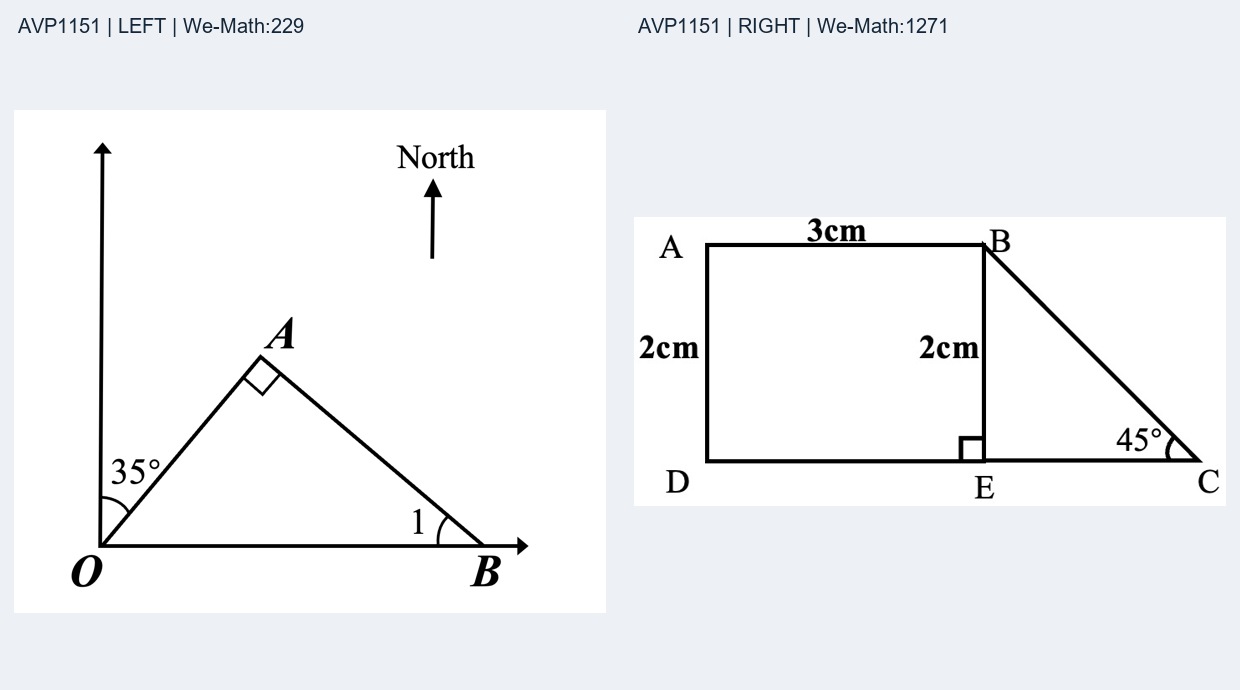 AVP1151 | LEFT | We-Math:229
North
A
35°
1
O
B
AVP1151 | RIGHT | We-Math:1271
3cm
A
B
2cm
2cm
45°
D
E
C